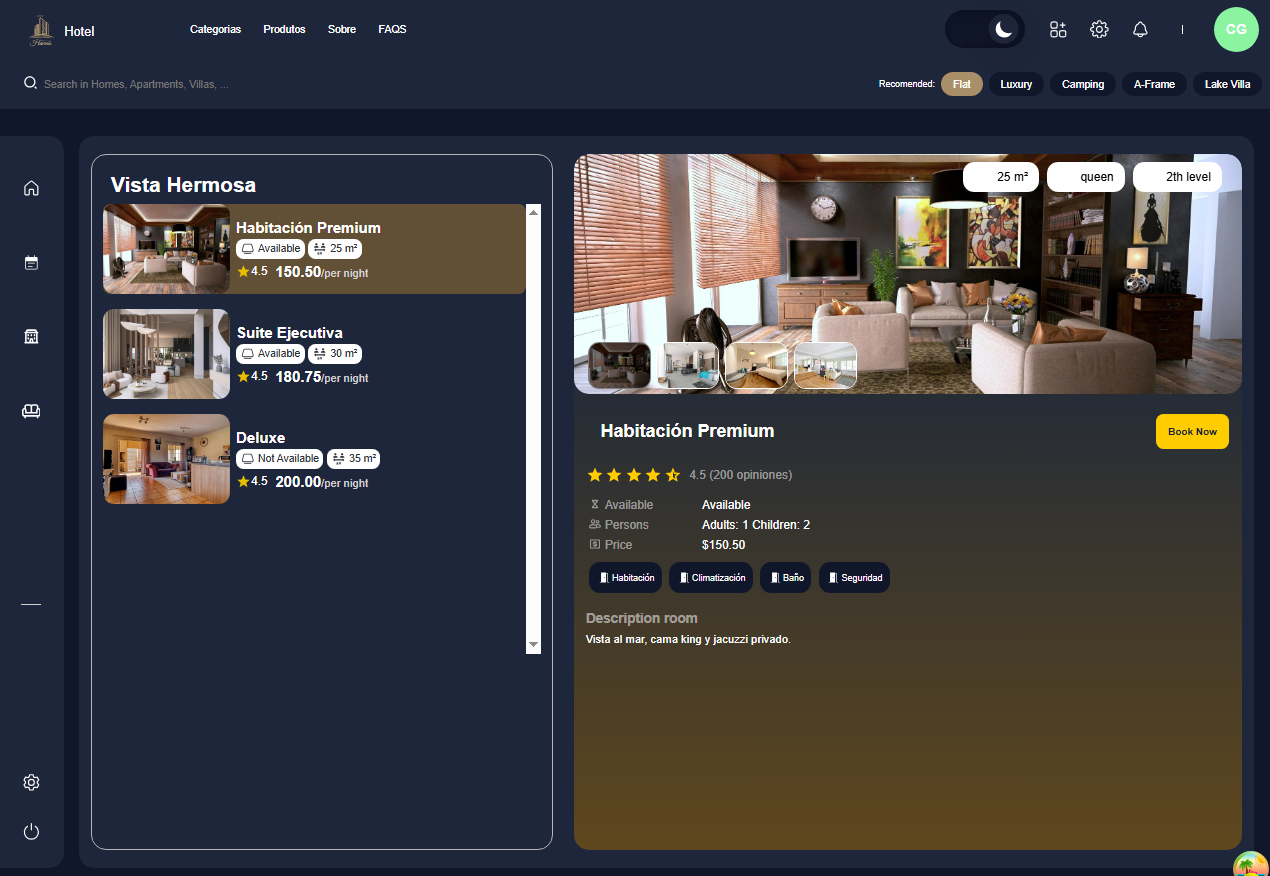 Hotel
Categorias Produtos Sobre FAQS
CG
Search in Homes, Apartments, Villas, ...
Recomended: Flat Luxury Camping A-Frame Lake Villa
Vista Hermosa
Habitación Premium
Available 25 m²
4.5 150.50/per night
Suite Ejecutiva
Available 30 m²
4.5 180.75/per night
Deluxe
Not Available 35 m²
4.5 200.00/per night
25 m² queen 2th level
Habitación Premium
Book Now
4.5 (200 opiniones)
Available Available
Persons Adults: 1 Children: 2
Price $150.50
Habitación Climatización Baño Seguridad
Description room
Vista al mar, cama king y jacuzzi privado.